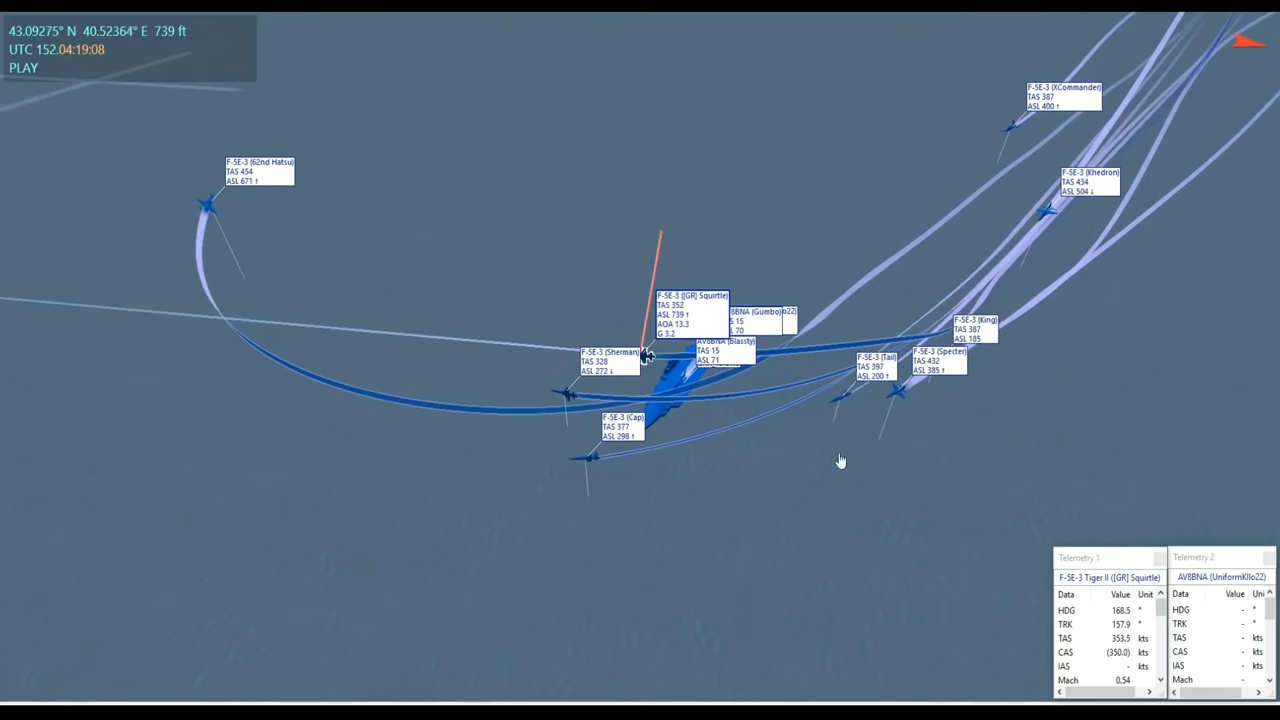 43.09275° N 40.52364° E 739 ft
UTC 152.04:19:08
PLAY
F-5E-3 (XCommander)
TAS 387
ASL 400 ↑
F-5E-3 (62nd Hatsu)
TAS 454
ASL 671 ↑
F-5E-3 (Khedron)
TAS 434
ASL 504 ↓
F-5E-3 ([GR] Squirtle)
TAS 352
ASL 739 ↑
AOA 13.3
G 3.2
8BNA (Gumbo)
S 15
L 70
o22)
AV8BNA (Blassty)
TAS 15
ASL 71
F-5E-3 (King)
TAS 387
ASL 185
F-5E-3 (Sherman)
TAS 328
ASL 272 ↓
F-5E-3 (Tail)
TAS 397
ASL 200 ↑
F-5E-3 (Specter)
TAS 432
ASL 385 ↑
F-5E-3 (Cap)
TAS 377
ASL 298 ↑
Telemetry 1
F-5E-3 Tiger II ([GR] Squirtle)
Data Value Unit
HDG 168.5 °
TRK 157.9 °
TAS 353.5 kts
CAS (350.0) kts
IAS - kts
Mach 0.54
Telemetry 2
AV8BNA (UniformKIlo22)
Data Value Uni
HDG - °
TRK - °
TAS - kts
CAS - kts
IAS - kts
Mach -